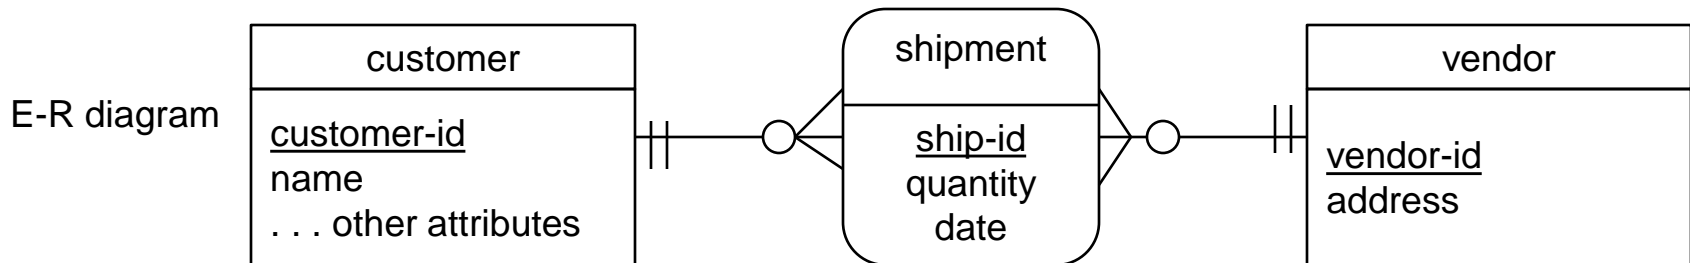 E-R diagram
customer
customer-id
name
. . . other attributes
shipment
ship-id
quantity
date
vendor
vendor-id
address